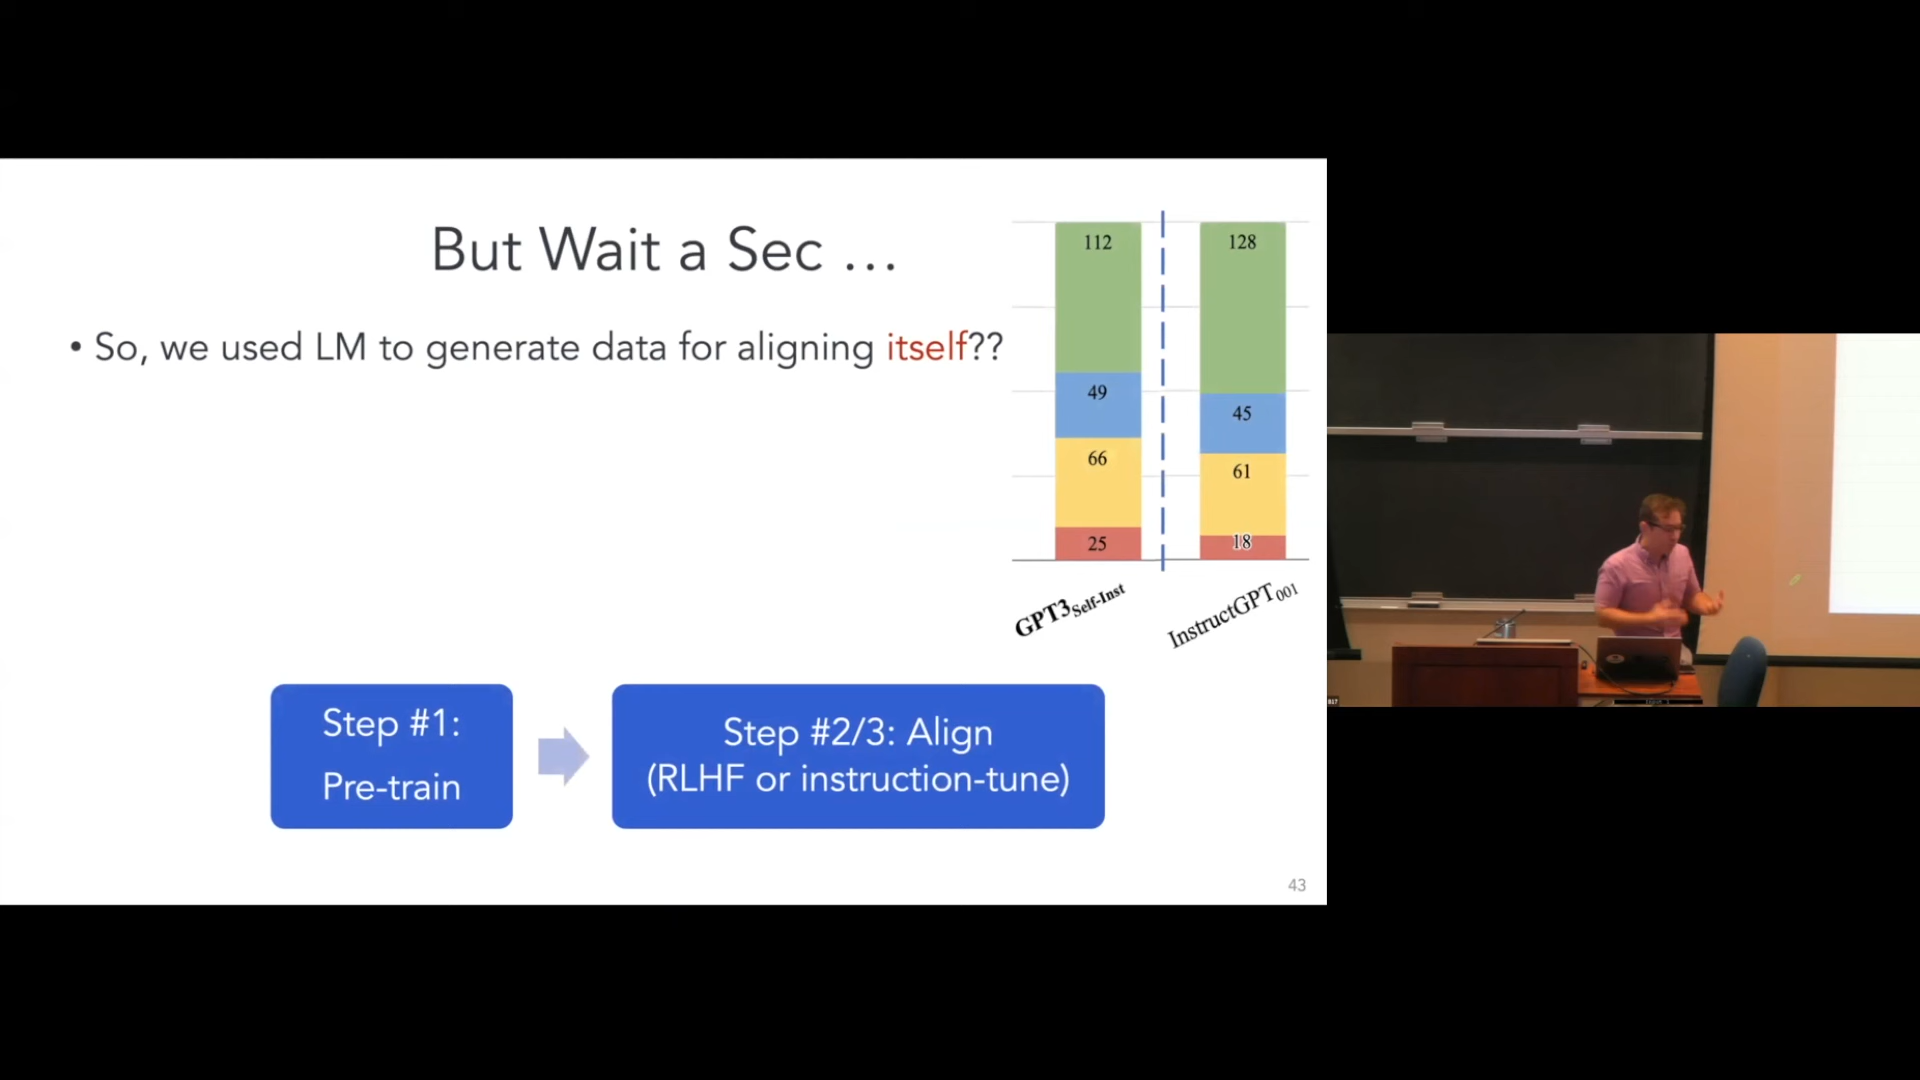 But Wait a Sec ...
• So, we used LM to generate data for aligning itself??
112
49
66
25
128
45
61
18
GPT3Self-Inst
InstructGPT001
Step #1:
Pre-train
Step #2/3: Align
(RLHF or instruction-tune)
43